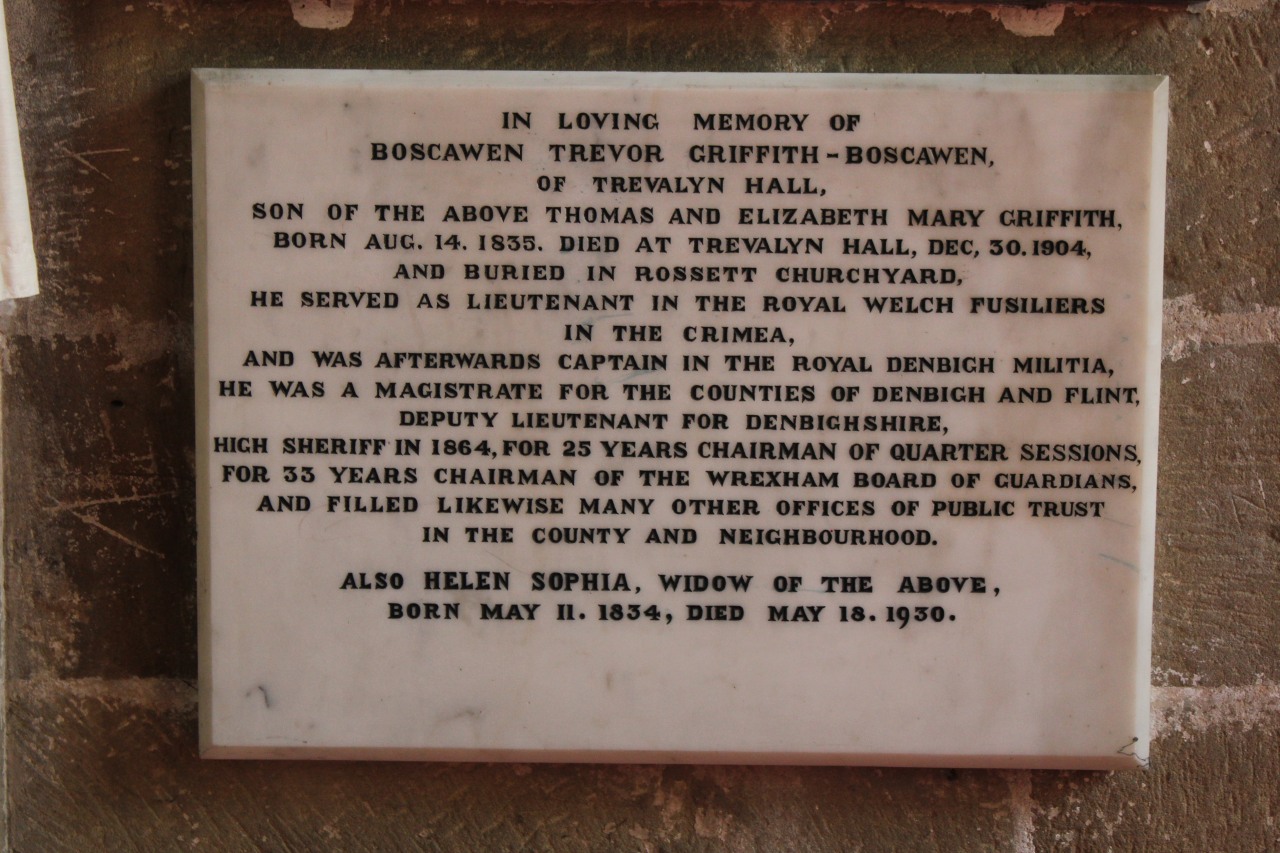 IN LOVING MEMORY OF
BOSCAWEN TREVOR GRIFFITH-BOSCAWEN,
OF TREVALYN HALL,
SON OF THE ABOVE THOMAS AND ELIZABETH MARY GRIFFITH,
BORN AUG. 14. 1835. DIED AT TREVALYN HALL, DEC, 30. 1904,
AND BURIED IN ROSSETT CHURCHYARD,
HE SERVED AS LIEUTENANT IN THE ROYAL WELCH FUSILIERS
IN THE CRIMEA,
AND WAS AFTERWARDS CAPTAIN IN THE ROYAL DENBIGH MILITIA,
HE WAS A MAGISTRATE FOR THE COUNTIES OF DENBIGH AND FLINT,
DEPUTY LIEUTENANT FOR DENBIGHSHIRE,
HIGH SHERIFF IN 1864, FOR 25 YEARS CHAIRMAN OF QUARTER SESSIONS,
FOR 33 YEARS CHAIRMAN OF THE WREXHAM BOARD OF GUARDIANS,
AND FILLED LIKEWISE MANY OTHER OFFICES OF PUBLIC TRUST
IN THE COUNTY AND NEIGHBOURHOOD.
ALSO HELEN SOPHIA, WIDOW OF THE ABOVE,
BORN MAY 11. 1834, DIED MAY 18. 1930.